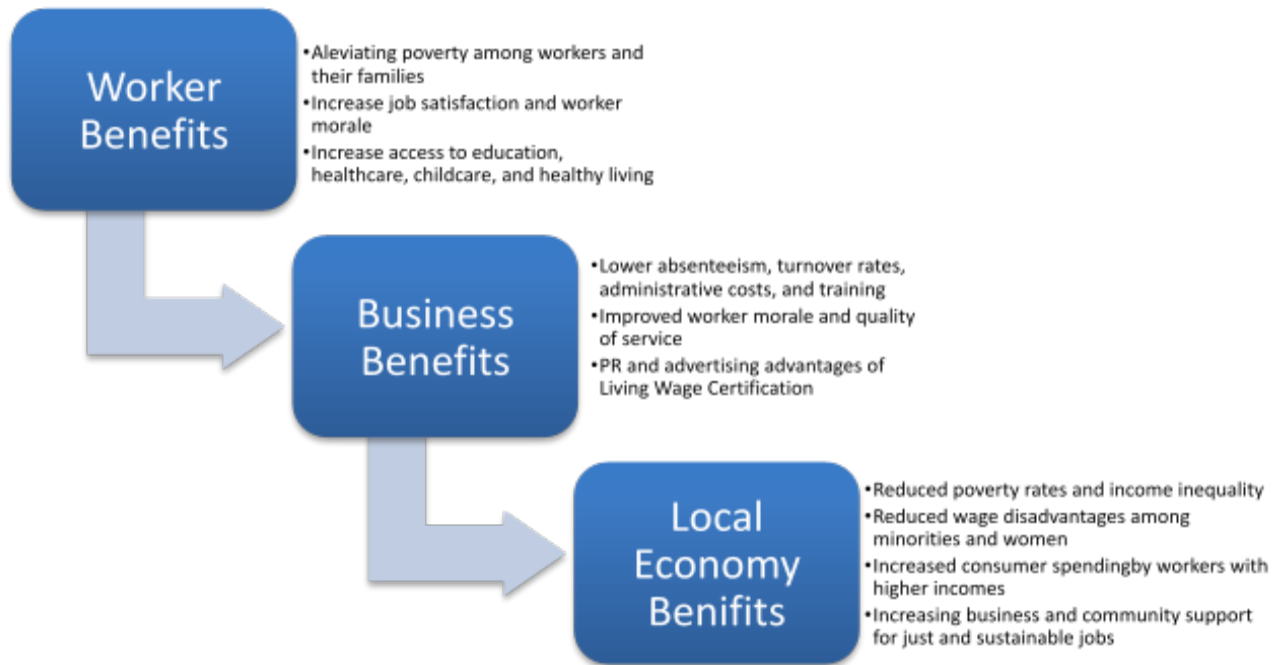 Worker
Benefits
•Aleviating poverty among workers and
their families
•Increase job satisfaction and worker
morale
•Increase access to education,
healthcare, childcare, and healthy living
Business
Benefits
•Lower absenteeism, turnover rates,
administrative costs, and training
•Improved worker morale and quality
of service
•PR and advertising advantages of
Living Wage Certification
Local
Economy
Benifits
•Reduced poverty rates and income inequality
•Reduced wage disadvantages among
minorities and women
•Increased consumer spendingby workers with
higher incomes
•Increasing business and community support
for just and sustainable jobs